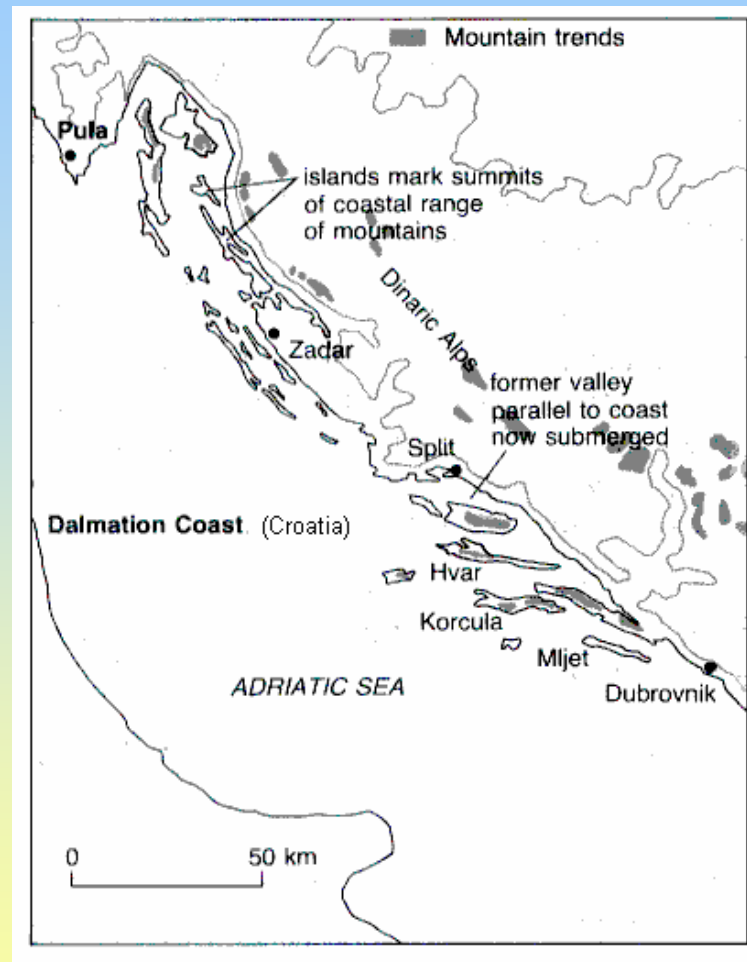 Mountain trends
Pula
islands mark summits
of coastal range
of mountains
Dinaric Alps
Zadar
former valley
parallel to coast
now submerged
Split
Dalmation Coast (Croatia)
Hvar
Korcula
Mljet
ADRIATIC SEA
Dubrovnik
0 50 km